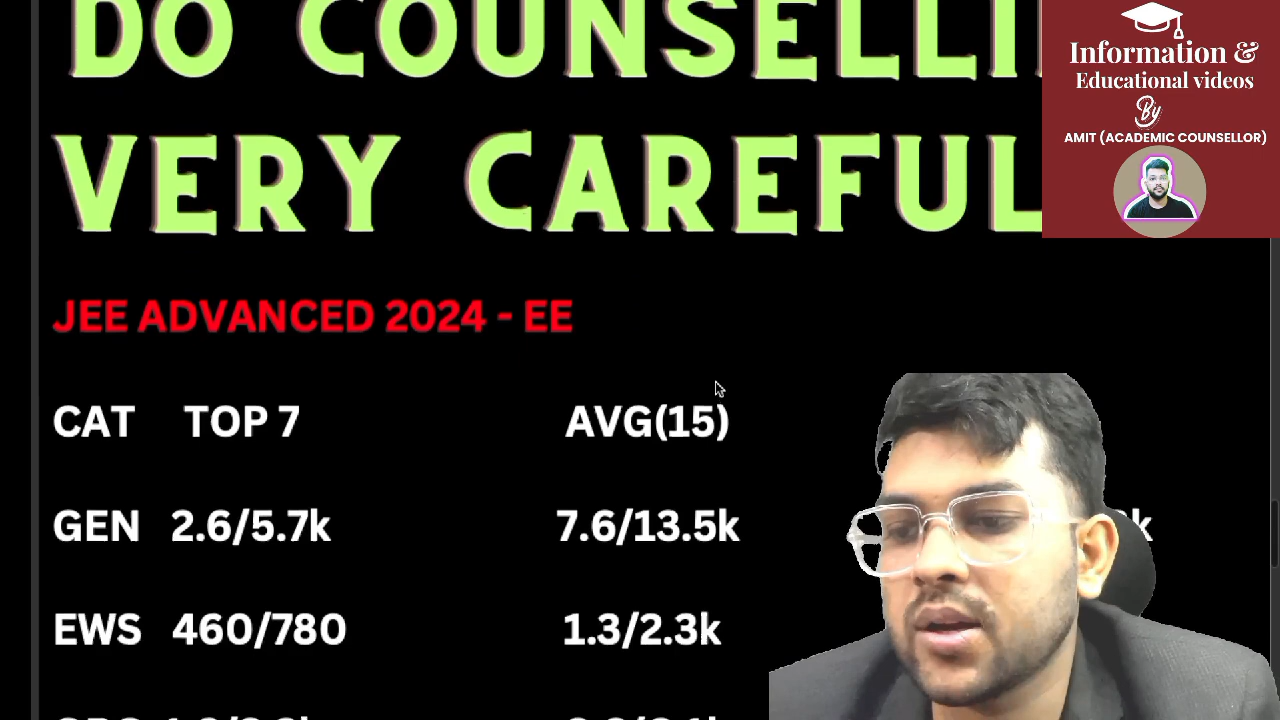 DO COUNSELLI
VERY CAREFUL
Information &
Educational videos
By
AMIT (ACADEMIC COUNSELLOR)
JEE ADVANCED 2024 - EE
CAT TOP 7 AVG(15)
GEN 2.6/5.7k 7.6/13.5k
EWS 460/780 1.3/2.3k